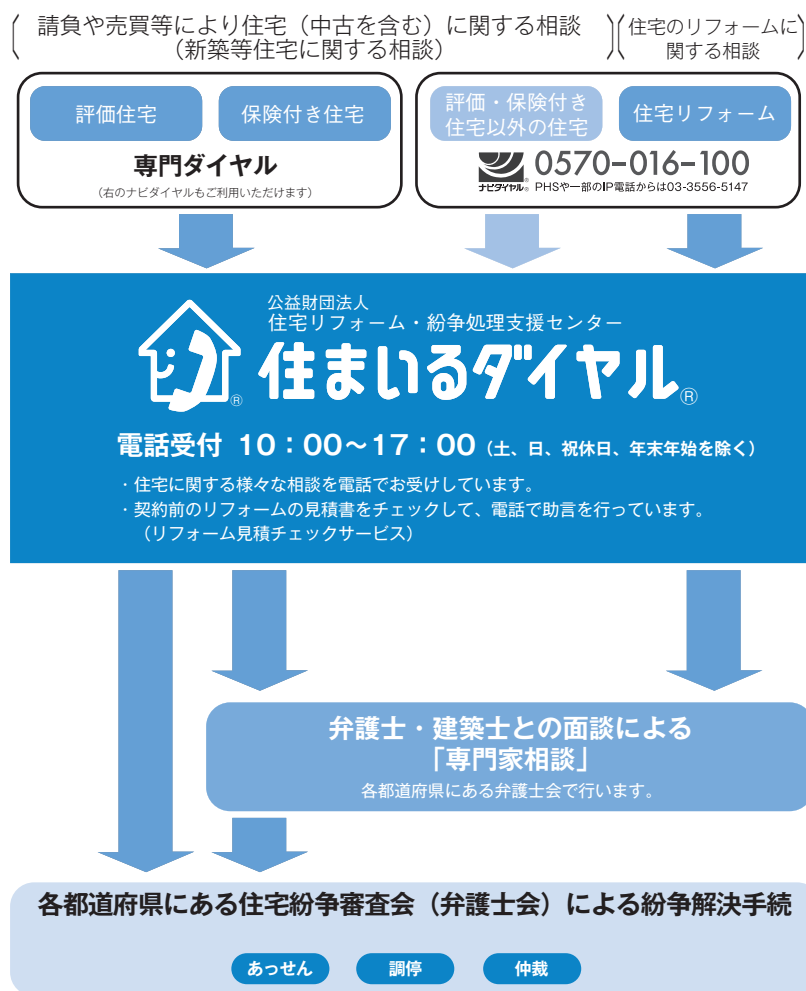 請負や売買等により住宅（中古を含む）に関する相談
（新築等住宅に関する相談）
住宅のリフォームに
関する相談
評価住宅
保険付き住宅
専門ダイヤル
（右のナビダイヤルもご利用いただけます）
評価・保険付き
住宅以外の住宅
住宅リフォーム
ナビダイヤル®
0570-016-100
PHSや一部のIP電話からは03-3556-5147
公益財団法人
住宅リフォーム・紛争処理支援センター
住まいるダイヤル®
®
電話受付 10：00～17：00（土、日、祝休日、年末年始を除く）
・住宅に関する様々な相談を電話でお受けしています。
・契約前のリフォームの見積書をチェックして、電話で助言を行っています。
（リフォーム見積チェックサービス）
弁護士・建築士との面談による
「専門家相談」
各都道府県にある弁護士会で行います。
各都道府県にある住宅紛争審査会（弁護士会）による紛争解決手続
あっせん
調停
仲裁